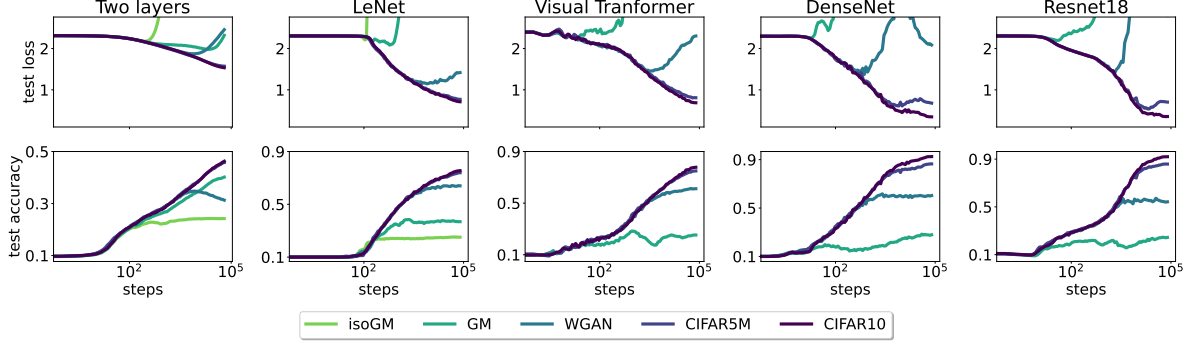 Two layers LeNet Visual Tranformer DenseNet Resnet18
test loss
2 2 2 2 2
1 1 1 1 1
test accuracy
0.5 0.9 0.9 0.9 0.9
0.3 0.5 0.5 0.5 0.5
0.1 0.1 0.1 0.1 0.1
10² 10⁵ 10² 10⁵ 10² 10⁵ 10² 10⁵ 10² 10⁵
steps steps steps steps steps
isoGM GM WGAN CIFAR5M CIFAR10